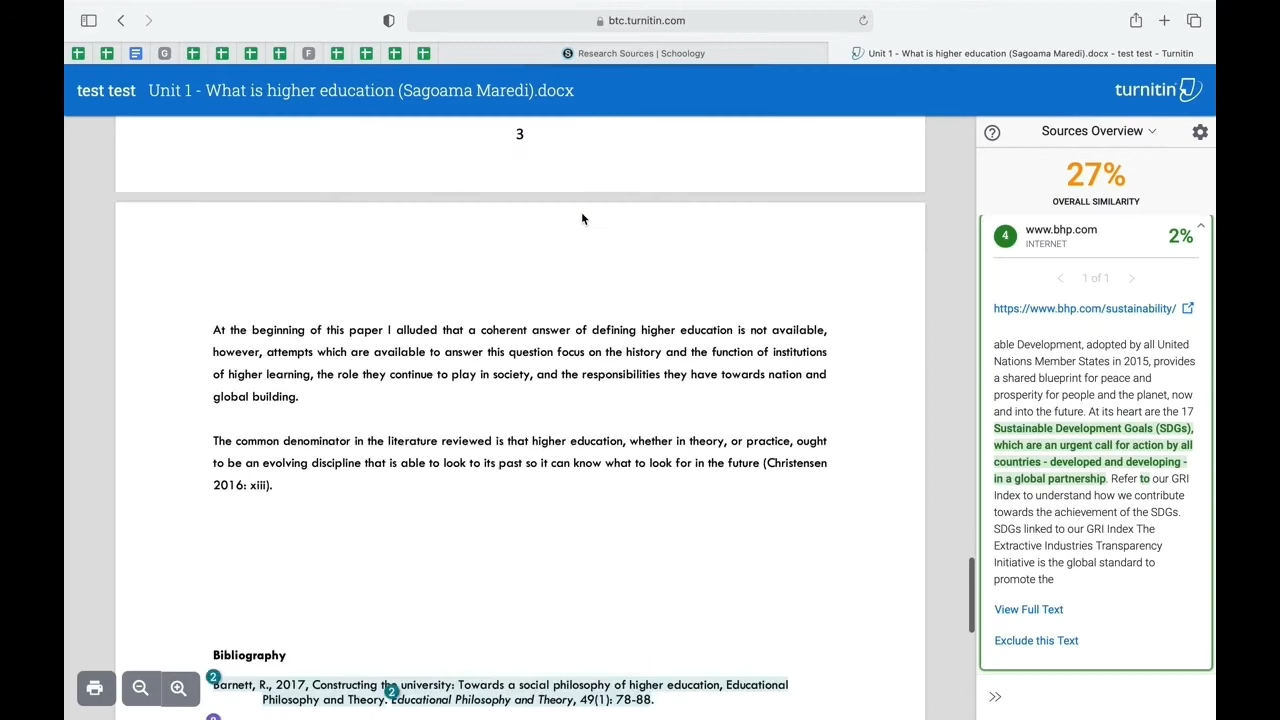 btc.turnitin.com
G
F
S
Research Sources | Schoology
Unit 1 - What is higher education (Sagoama Maredi).docx - test test - Turnitin
test test Unit 1 - What is higher education (Sagoama Maredi).docx
turnitin
3
At the beginning of this paper I alluded that a coherent answer of defining higher education is not available,
however, attempts which are available to answer this question focus on the history and the function of institutions
of higher learning, the role they continue to play in society, and the responsibilities they have towards nation and
global building.
The common denominator in the literature reviewed is that higher education, whether in theory, or practice, ought
to be an evolving discipline that is able to look to its past so it can know what to look for in the future (Christensen
2016: xiii).
Bibliography
2
Barnett, R., 2017, Constructing the university: Towards a social philosophy of higher education, Educational
2
Philosophy and Theory. Educational Philosophy and Theory, 49(1): 78-88.
?
Sources Overview
27%
OVERALL SIMILARITY
4
www.bhp.com
INTERNET
2%
< 1 of 1 >
https://www.bhp.com/sustainability/
able Development, adopted by all United
Nations Member States in 2015, provides
a shared blueprint for peace and
prosperity for people and the planet, now
and into the future. At its heart are the 17
Sustainable Development Goals (SDGs),
which are an urgent call for action by all
countries - developed and developing -
in a global partnership. Refer to our GRI
Index to understand how we contribute
towards the achievement of the SDGs.
SDGs linked to our GRI Index The
Extractive Industries Transparency
Initiative is the global standard to
promote the
View Full Text
Exclude this Text